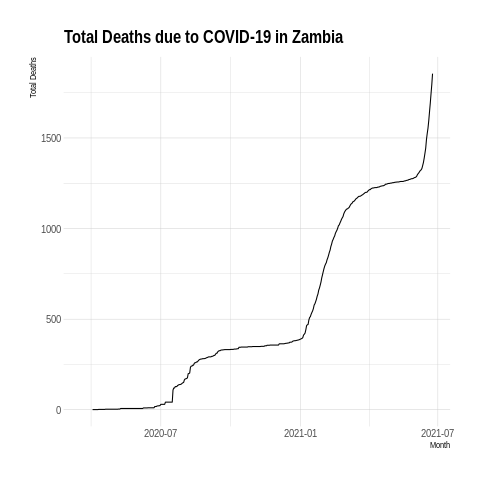 Total Deaths due to COVID-19 in Zambia
Total Deaths
1500
1000
500
0
2020-07
2021-01
2021-07
Month